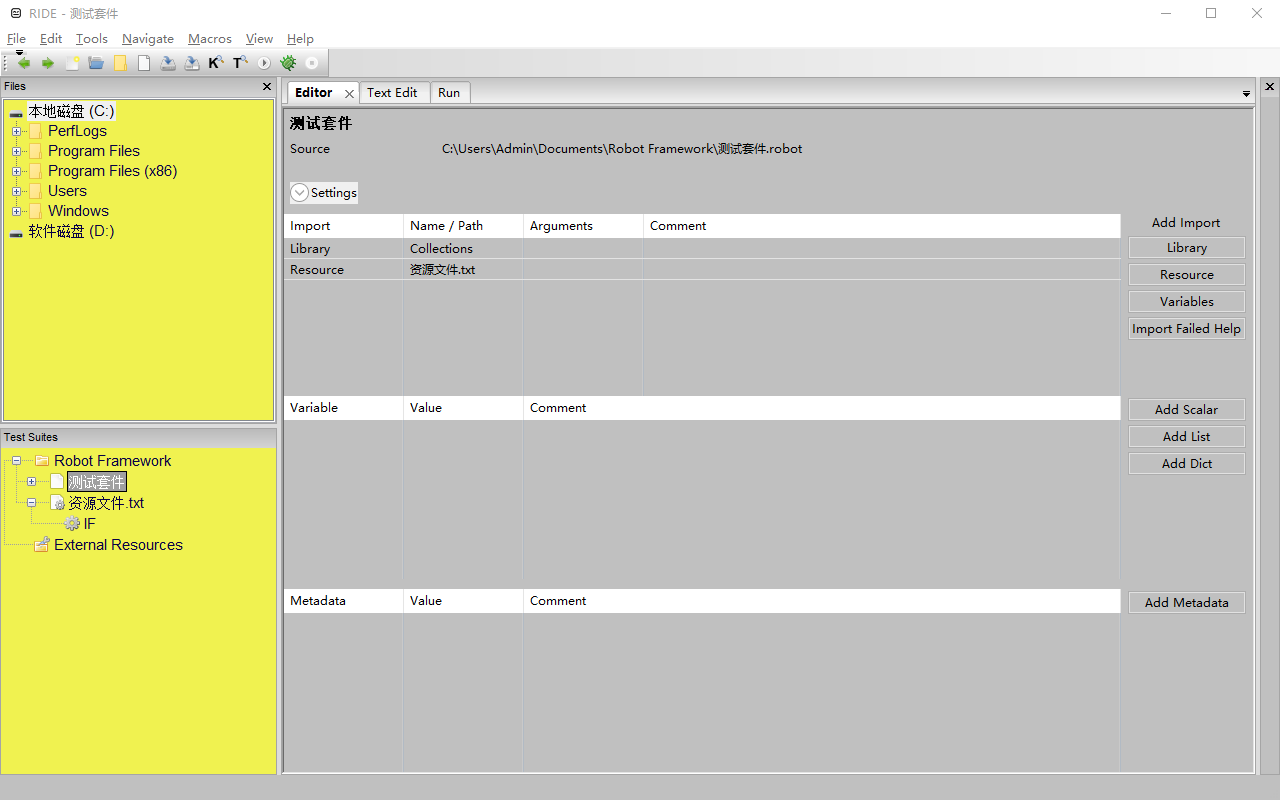 RIDE - 测试套件
File Edit Tools Navigate Macros View Help
K T
Files
本地磁盘 (C:)
PerfLogs
Program Files
Program Files (x86)
Users
Windows
软件磁盘 (D:)
Test Suites
Robot Framework
测试套件
资源文件.txt
IF
External Resources
Editor Text Edit Run
测试套件
Source C:\Users\Admin\Documents\Robot Framework\测试套件.robot
Settings
Import Name / Path Arguments Comment
Library Collections
Resource 资源文件.txt
Add Import
Library
Resource
Variables
Import Failed Help
Variable Value Comment
Add Scalar
Add List
Add Dict
Metadata Value Comment
Add Metadata